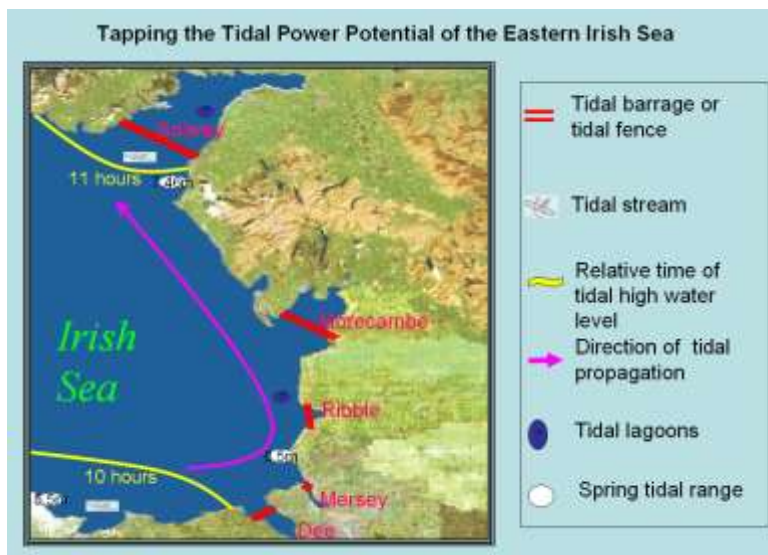 Tapping the Tidal Power Potential of the Eastern Irish Sea
Solway
11 hours
Morecambe
Irish
Sea
Ribble
10 hours
Mersey
Dee
Tidal barrage or
tidal fence
Tidal stream
Relative time of
tidal high water
level
Direction of tidal
propagation
Tidal lagoons
Spring tidal range